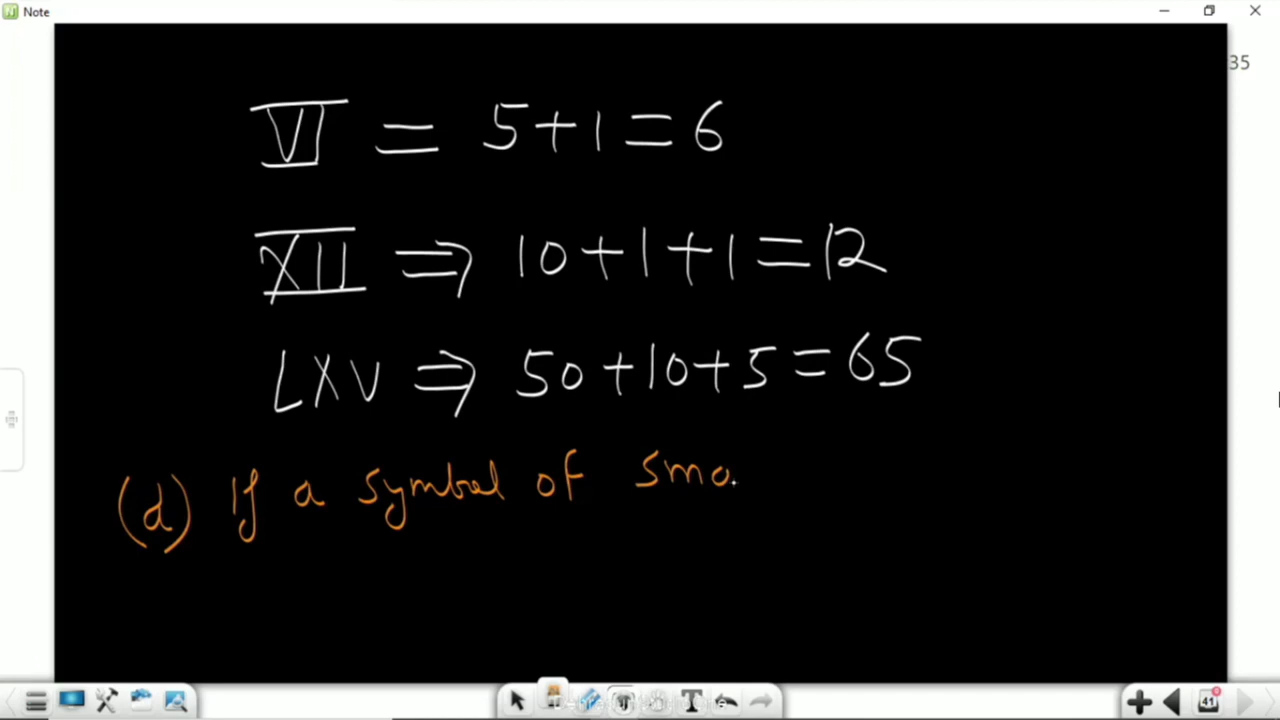 Note
35
VI = 5+1=6
XII ⇒ 10+1+1=12
LXV ⇒ 50+10+5=65
(d) If a symbol of sma
41